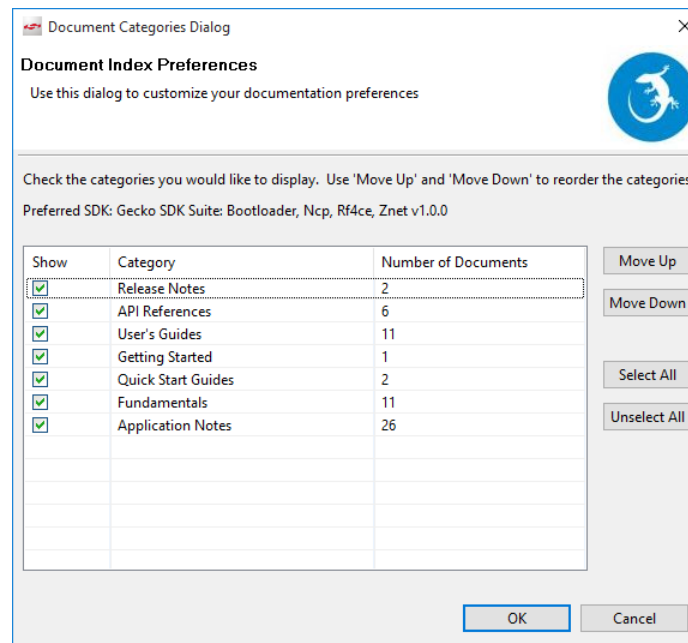 Document Categories Dialog
Document Index Preferences
Use this dialog to customize your documentation preferences
Check the categories you would like to display. Use 'Move Up' and 'Move Down' to reorder the categories
Preferred SDK: Gecko SDK Suite: Bootloader, Ncp, Rf4ce, Znet v1.0.0
Show Category Number of Documents
Release Notes 2
API References 6
User's Guides 11
Getting Started 1
Quick Start Guides 2
Fundamentals 11
Application Notes 26
Move Up
Move Down
Select All
Unselect All
OK Cancel